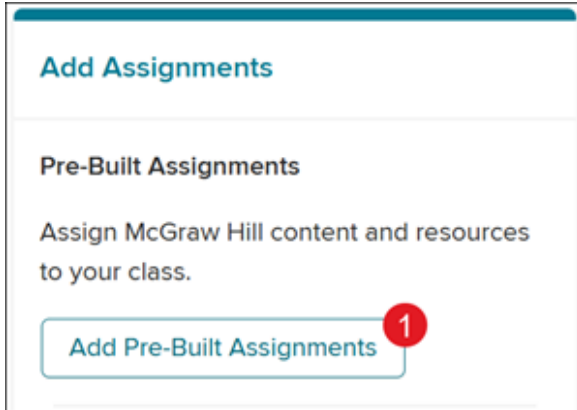 Add Assignments
Pre-Built Assignments
Assign McGraw Hill content and resources
to your class.
1
Add Pre-Built Assignments